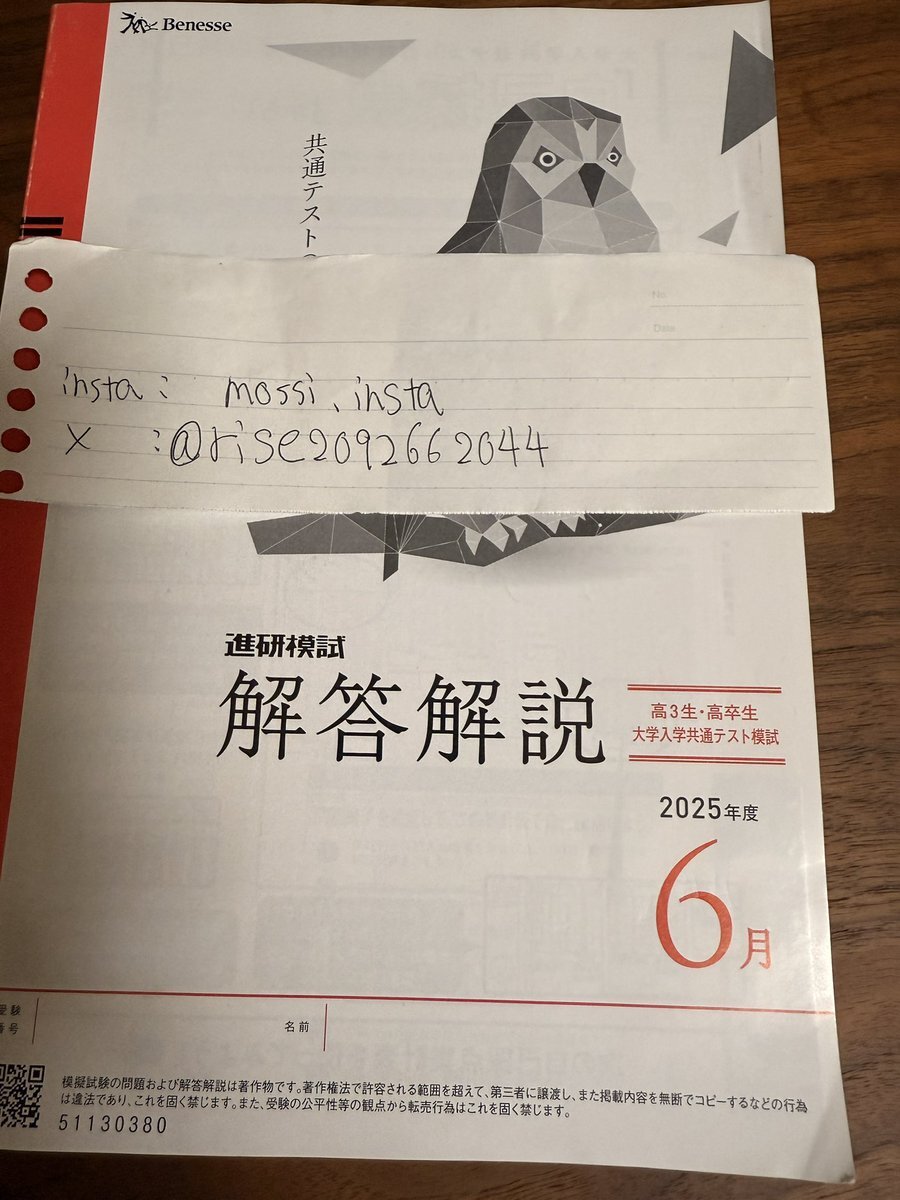 Benesse
共通テスト
No.
Date
insta: mossi.insta
X :@rise2092662044
進研模試
解答解説
高3生・高卒生
大学入学共通テスト模試
2025年度
6月
受験
番号
名前
模擬試験の問題および解答解説は著作物です。著作権法で許容される範囲を超えて、第三者に譲渡し、また掲載内容を無断でコピーするなどの行為
は違法であり、これを固く禁じます。また、受験の公平性等の観点から転売行為はこれを固く禁じます。
51130380